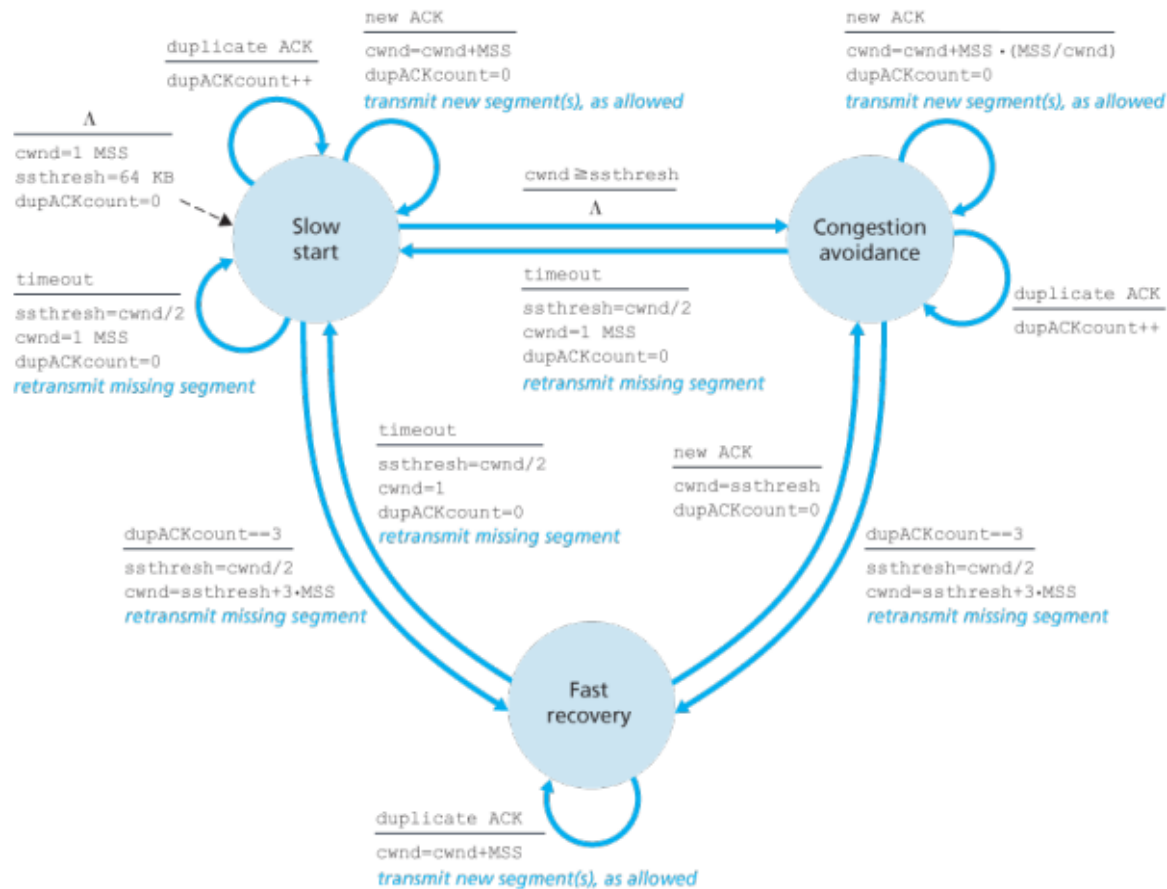 duplicate ACK
dupACKcount++
new ACK
cwnd=cwnd+MSS
dupACKcount=0
transmit new segment(s), as allowed
new ACK
cwnd=cwnd+MSS·(MSS/cwnd)
dupACKcount=0
transmit new segment(s), as allowed
Λ
cwnd=1 MSS
ssthresh=64 KB
dupACKcount=0
Slow
start
cwnd≧ssthresh
Λ
Congestion
avoidance
timeout
ssthresh=cwnd/2
cwnd=1 MSS
dupACKcount=0
retransmit missing segment
timeout
ssthresh=cwnd/2
cwnd=1 MSS
dupACKcount=0
retransmit missing segment
duplicate ACK
dupACKcount++
timeout
ssthresh=cwnd/2
cwnd=1
dupACKcount=0
retransmit missing segment
new ACK
cwnd=ssthresh
dupACKcount=0
dupACKcount==3
ssthresh=cwnd/2
cwnd=ssthresh+3·MSS
retransmit missing segment
dupACKcount==3
ssthresh=cwnd/2
cwnd=ssthresh+3·MSS
retransmit missing segment
Fast
recovery
duplicate ACK
cwnd=cwnd+MSS
transmit new segment(s), as allowed